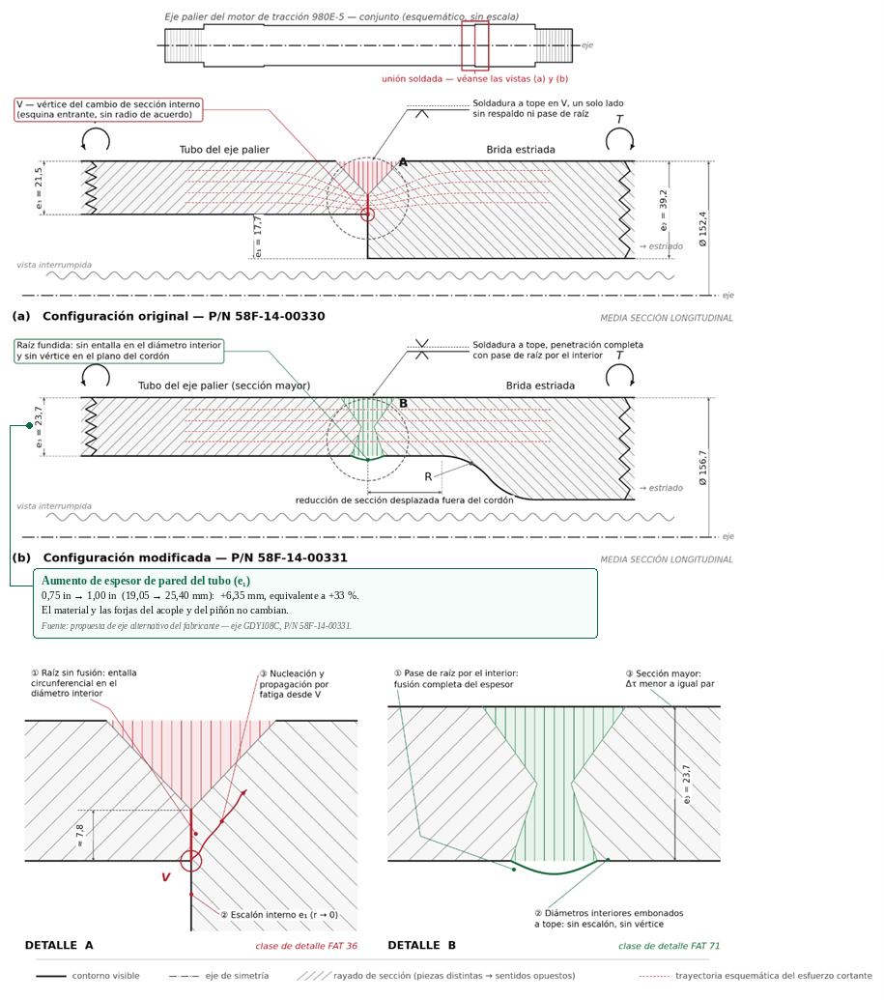 Eje palier del motor de tracción 980E-5 — conjunto (esquemático, sin escala)
eje
unión soldada — véanse las vistas (a) y (b)
V — vértice del cambio de sección interno
(esquina entrante, sin radio de acuerdo)
Soldadura a tope en V, un solo lado
sin respaldo ni pase de raíz
T
Tubo del eje palier
A
Brida estriada
e₃ = 21,5
e₁ = 17,7
e₂ = 39,2
Ø 152,4
→ estriado
vista interrumpida
eje
(a) Configuración original — P/N 58F-14-00330
MEDIA SECCIÓN LONGITUDINAL
Raíz fundida: sin entalla en el diámetro interior
y sin vértice en el plano del cordón
Soldadura a tope, penetración completa
con pase de raíz por el interior
T
Tubo del eje palier (sección mayor)
B
Brida estriada
e₃ = 23,7
R
Ø 156,7
→ estriado
reducción de sección desplazada fuera del cordón
vista interrumpida
eje
(b) Configuración modificada — P/N 58F-14-00331
MEDIA SECCIÓN LONGITUDINAL
Aumento de espesor de pared del tubo (e₁)
0,75 in → 1,00 in (19,05 → 25,40 mm): +6,35 mm, equivalente a +33 %.
El material y las forjas del acople y del piñón no cambian.
Fuente: propuesta de eje alternativo del fabricante — eje GDY108C, P/N 58F-14-00331.
① Raíz sin fusión: entalla
circunferencial en el
diámetro interior
③ Nucleación y
propagación por
fatiga desde V
≈ 7,8
V
② Escalón interno e₁ (r → 0)
DETALLE A
clase de detalle FAT 36
① Pase de raíz por el interior:
fusión completa del espesor
③ Sección mayor:
Δτ menor a igual par
e₃ = 23,7
② Diámetros interiores embonados
a tope: sin escalón, sin vértice
DETALLE B
clase de detalle FAT 71
contorno visible
eje de simetría
rayado de sección (piezas distintas → sentidos opuestos)
trayectoria esquemática del esfuerzo cortante